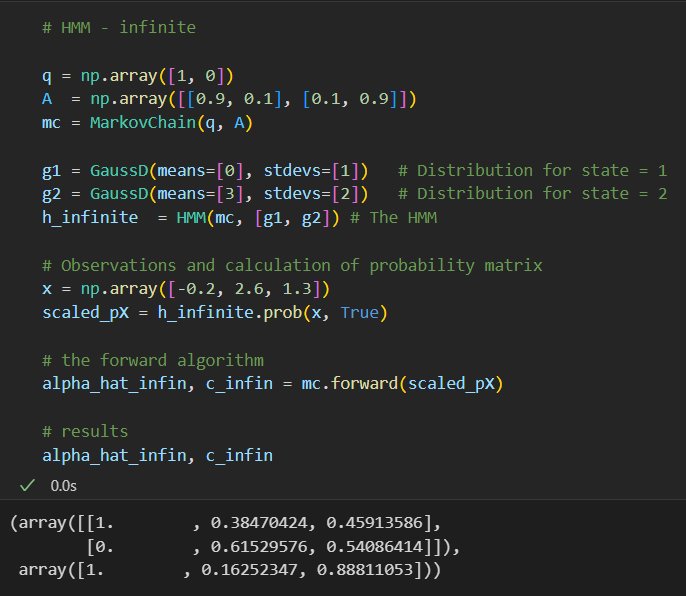 # HMM - infinite
q = np.array([1, 0])
A  = np.array([[0.9, 0.1], [0.1, 0.9]])
mc = MarkovChain(q, A)
g1 = GaussD(means=[0], stdevs=[1])   # Distribution for state = 1
g2 = GaussD(means=[3], stdevs=[2])   # Distribution for state = 2
h_infinite  = HMM(mc, [g1, g2]) # The HMM
# Observations and calculation of probability matrix
x = np.array([-0.2, 2.6, 1.3])
scaled_pX = h_infinite.prob(x, True)
# the forward algorithm
alpha_hat_infin, c_infin = mc.forward(scaled_pX)
# results
alpha_hat_infin, c_infin
0.0s
(array([[1.        , 0.38470424, 0.45913586],
        [0.        , 0.61529576, 0.54086414]]),
 array([1.        , 0.16252347, 0.88811053]))